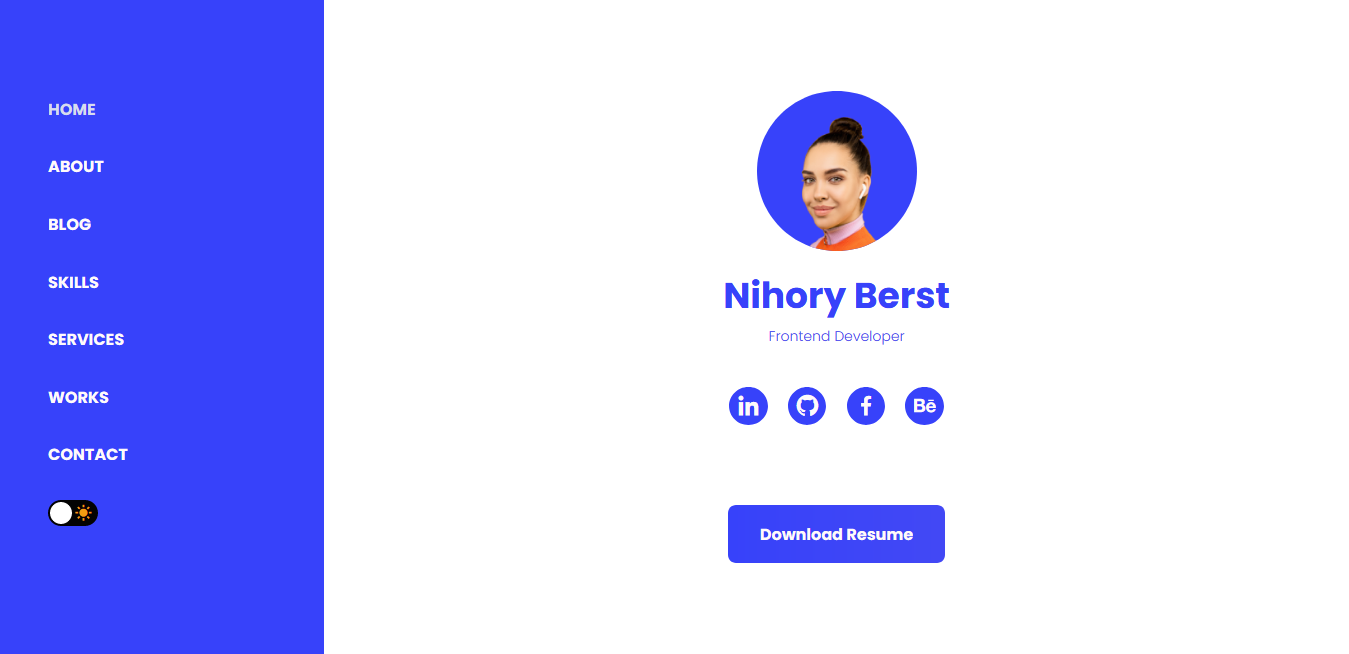 HOME
ABOUT
BLOG
SKILLS
SERVICES
WORKS
CONTACT
Nihory Berst
Frontend Developer
in
f
Bē
Download Resume